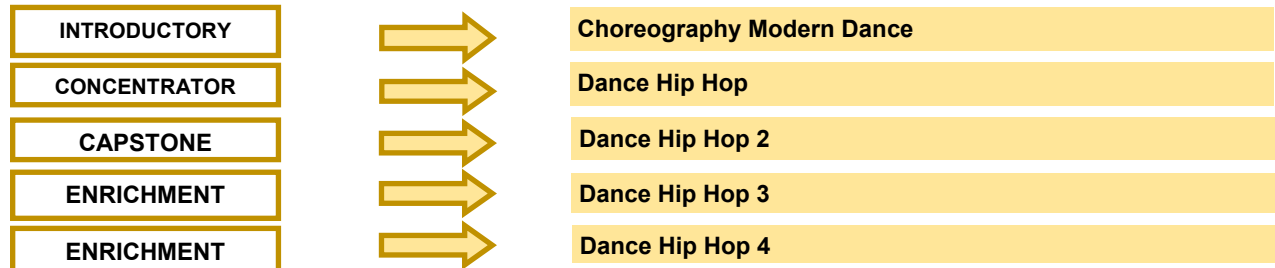 INTRODUCTORY Choreography Modern Dance
CONCENTRATOR Dance Hip Hop
CAPSTONE Dance Hip Hop 2
ENRICHMENT Dance Hip Hop 3
ENRICHMENT Dance Hip Hop 4